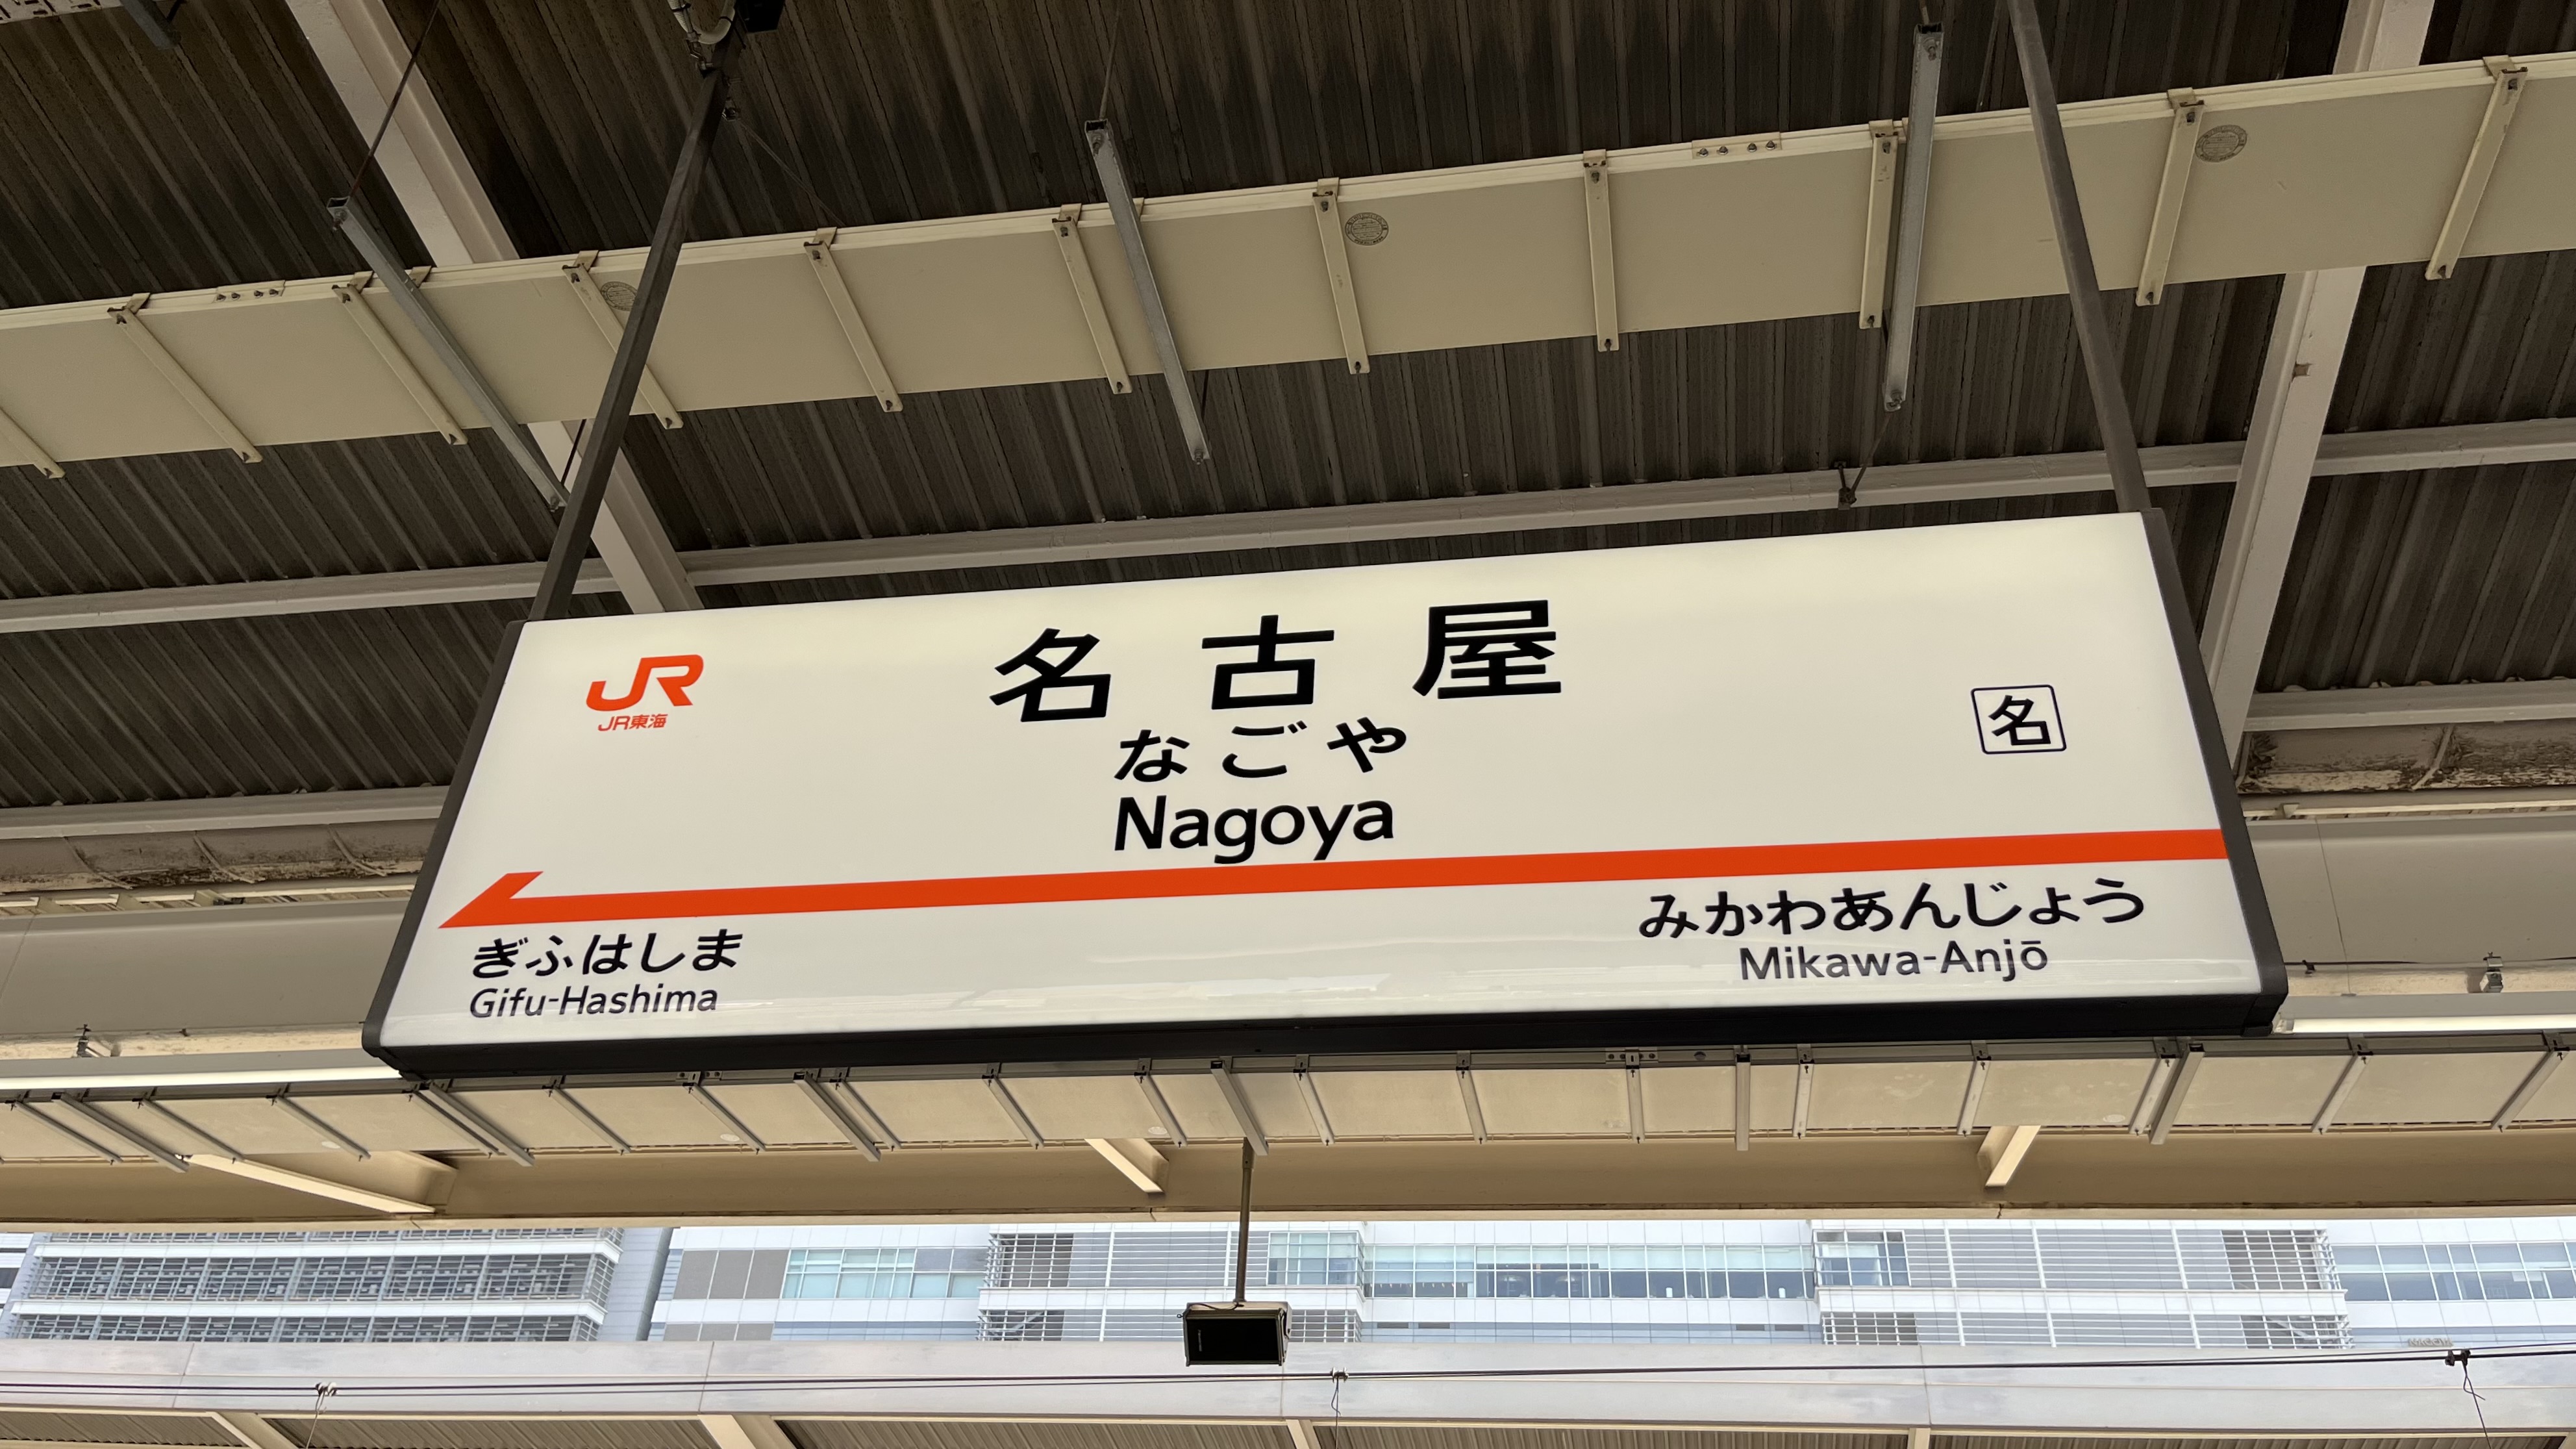 JR
JR東海
名古屋
なごや
Nagoya
名
ぎふはしま
Gifu-Hashima
みかわあんじょう
Mikawa-Anjō